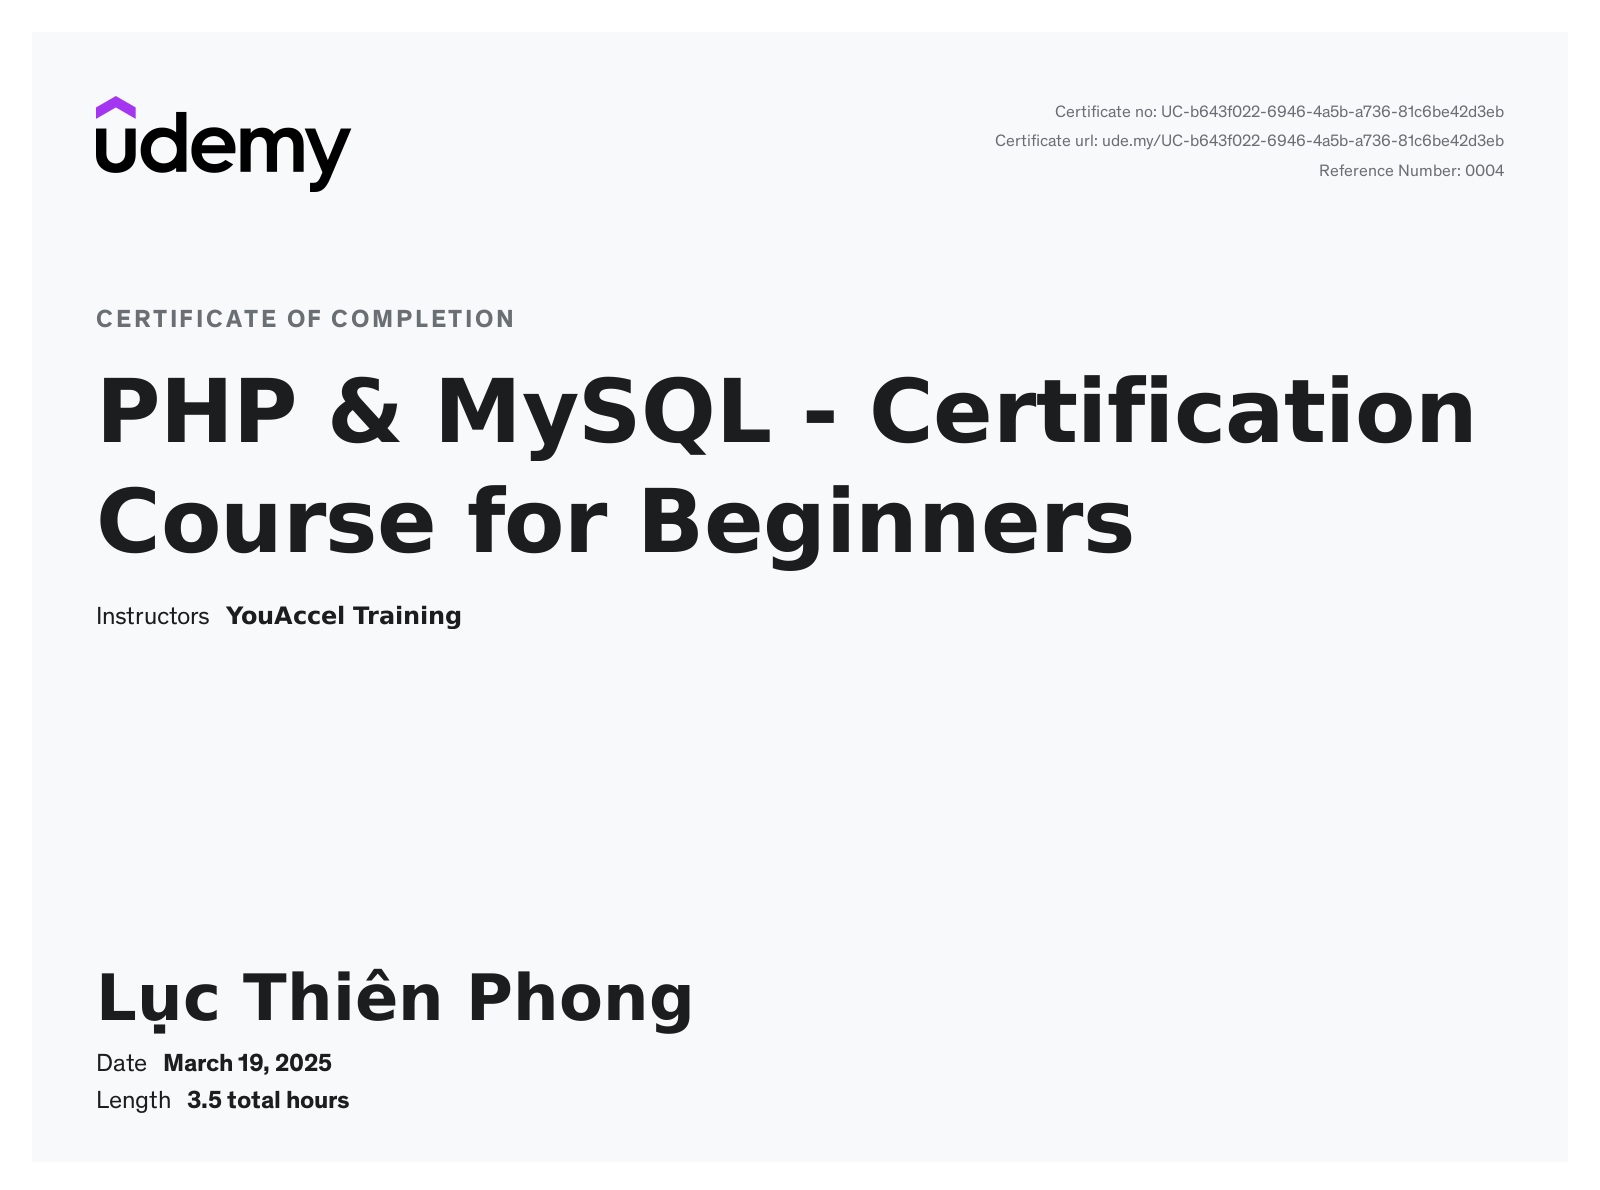 udemy
Certificate no: UC-b643f022-6946-4a5b-a736-81c6be42d3eb
Certificate url: ude.my/UC-b643f022-6946-4a5b-a736-81c6be42d3eb
Reference Number: 0004
CERTIFICATE OF COMPLETION
PHP & MySQL - Certification
Course for Beginners
Instructors YouAccel Training
Lục Thiên Phong
Date March 19, 2025
Length 3.5 total hours